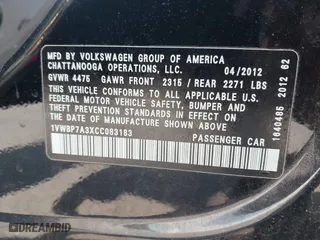 MFD BY VOLKSWAGEN GROUP OF AMERICA
CHATTANOOGA OPERATIONS, LLC. 04/2012
GVWR 4475 GAWR FRONT 2315 / REAR 2271 LBS
THIS VEHICLE CONFORMS TO ALL APPLICABLE
U.S. FEDERAL MOTOR VEHICLE SAFETY, BUMPER AND
THEFT PREVENTION STANDARDS IN EFFECT ON THE
DATE OF MANUFACTURE SHOWN ABOVE.
1VWBP7A3XCC083183 PASSENGER CAR
1640485 2012 62
DREAMBID